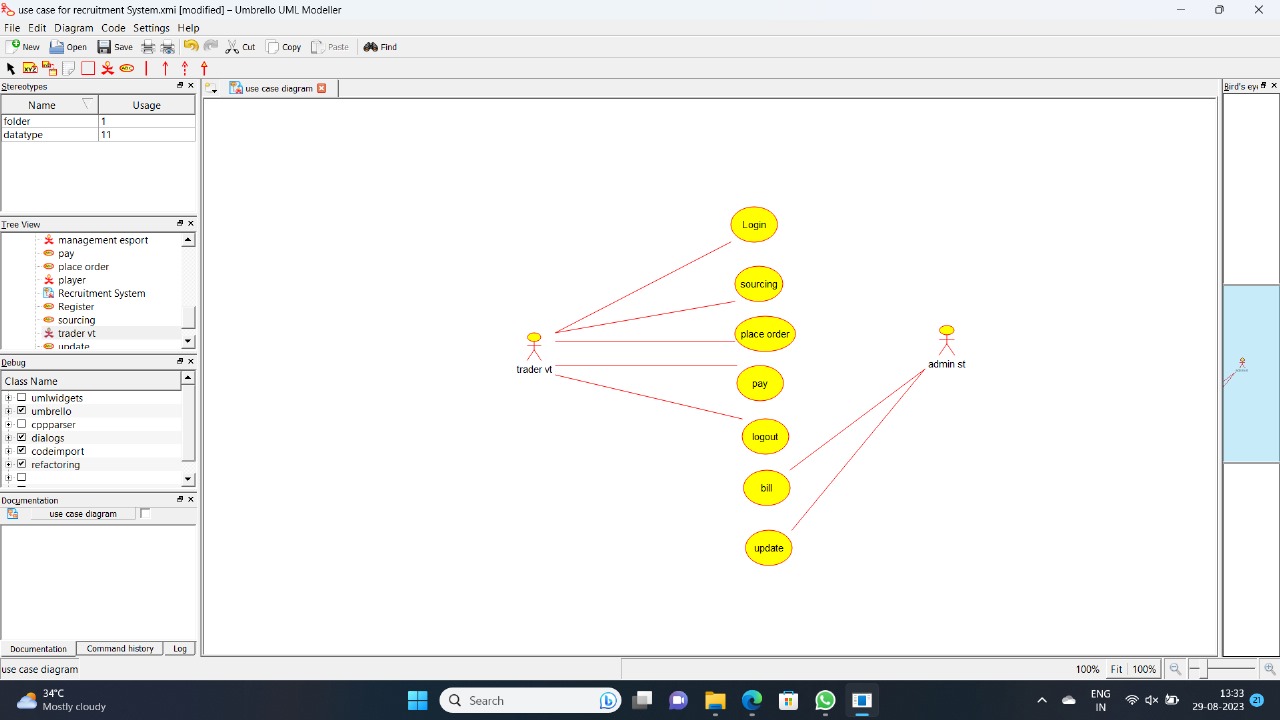 use case for recruitment System.xmi [modified] – Umbrello UML Modeller
File Edit Diagram Code Settings Help
New Open Save Cut Copy Paste Find
Stereotypes
Name Usage
folder 1
datatype 11
Tree View
management esport
pay
place order
player
Recruitment System
Register
sourcing
trader vt
update
Debug
Class Name
umlwidgets
umbrello
cppparser
dialogs
codeimport
refactoring
Documentation
use case diagram
Documentation Command history Log
use case diagram
use case diagram
Login
sourcing
place order
pay
logout
bill
update
trader vt
admin st
Bird's eye
100% Fit 100%
34°C
Mostly cloudy
Search
ENG
IN
13:33
29-08-2023
21